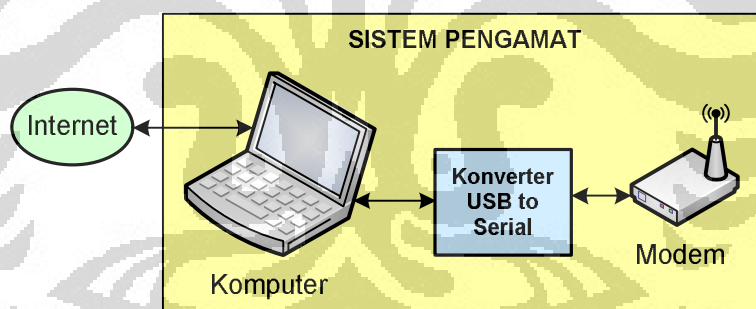 SISTEM PENGAMAT
Internet
Konverter
USB to
Serial
Modem
Komputer